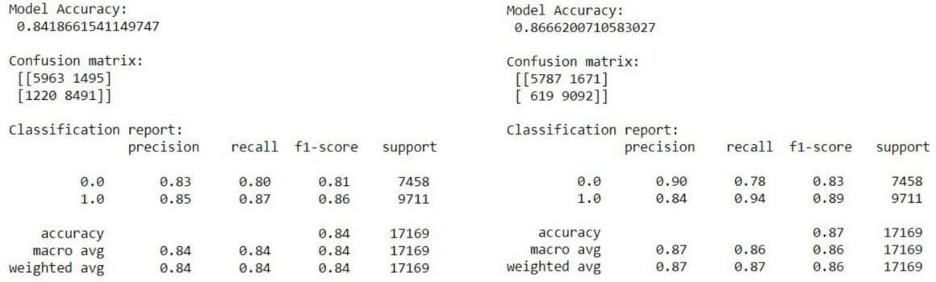 Model Accuracy:
0.8418661541149747
Confusion matrix:
[[5963 1495]
[1220 8491]]
Classification report:
precision recall f1-score support
0.0 0.83 0.80 0.81 7458
1.0 0.85 0.87 0.86 9711
accuracy 0.84 17169
macro avg 0.84 0.84 0.84 17169
weighted avg 0.84 0.84 0.84 17169
Model Accuracy:
0.8666200710583027
Confusion matrix:
[[5787 1671]
[ 619 9092]]
Classification report:
precision recall f1-score support
0.0 0.90 0.78 0.83 7458
1.0 0.84 0.94 0.89 9711
accuracy 0.87 17169
macro avg 0.87 0.86 0.86 17169
weighted avg 0.87 0.87 0.86 17169